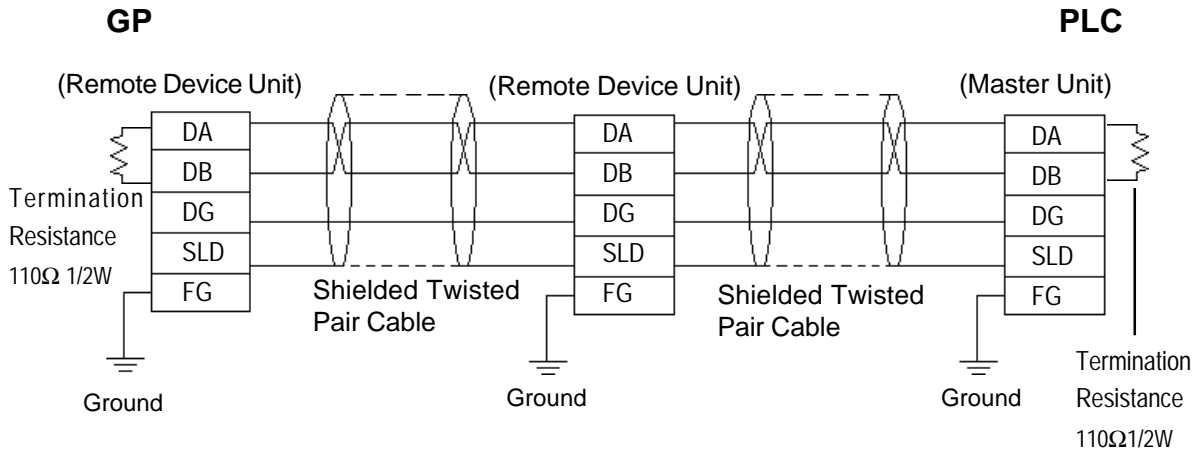 GP
PLC
(Remote Device Unit)
(Remote Device Unit)
(Master Unit)
DA
DB
DG
SLD
FG
DA
DB
DG
SLD
FG
DA
DB
DG
SLD
FG
Termination
Resistance
110Ω 1/2W
Shielded Twisted
Pair Cable
Shielded Twisted
Pair Cable
Ground
Ground
Ground
Termination
Resistance
110Ω1/2W